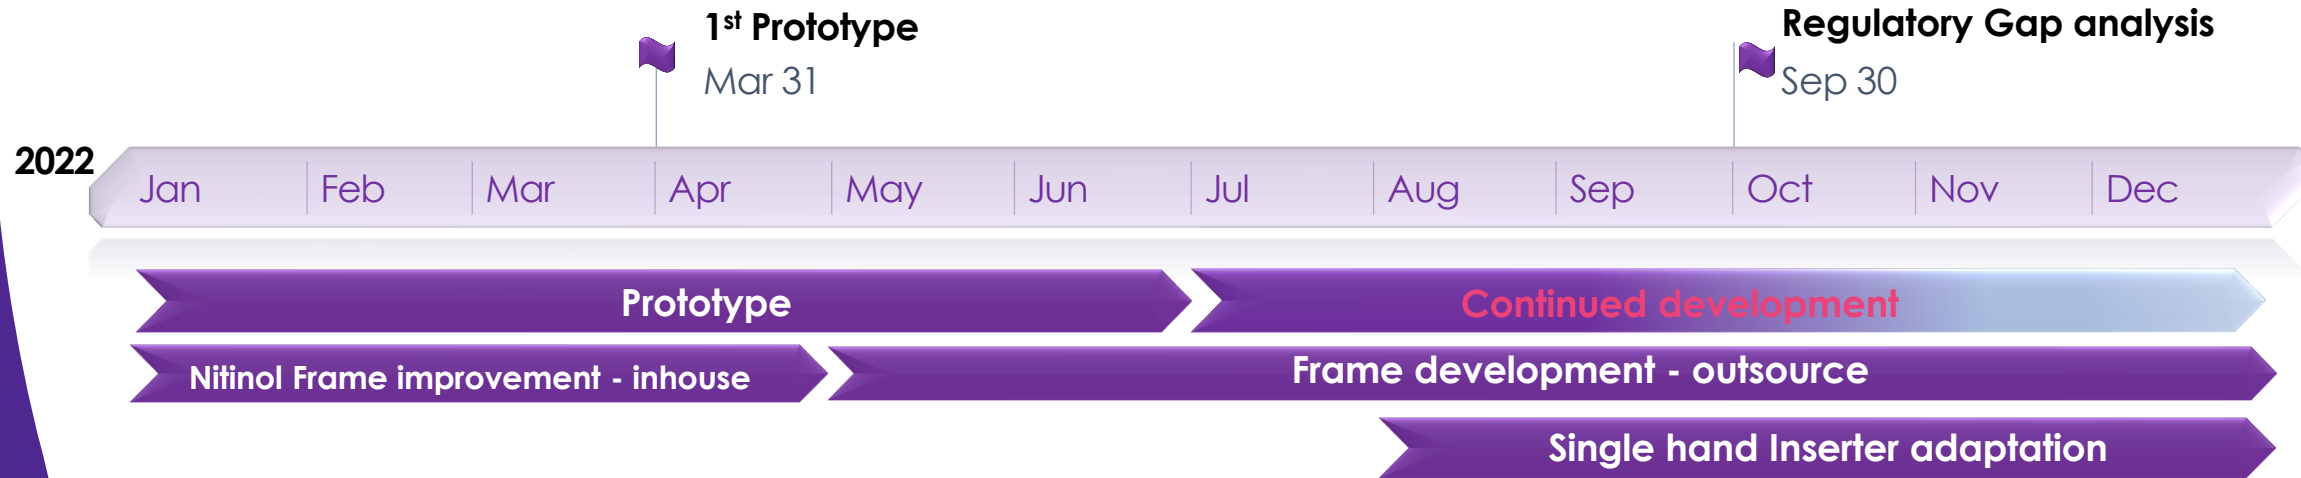 1st Prototype
Mar 31
Regulatory Gap analysis
Sep 30
2022
Jan Feb Mar Apr May Jun Jul Aug Sep Oct Nov Dec
Prototype
Continued development
Nitinol Frame improvement - inhouse
Frame development - outsource
Single hand Inserter adaptation